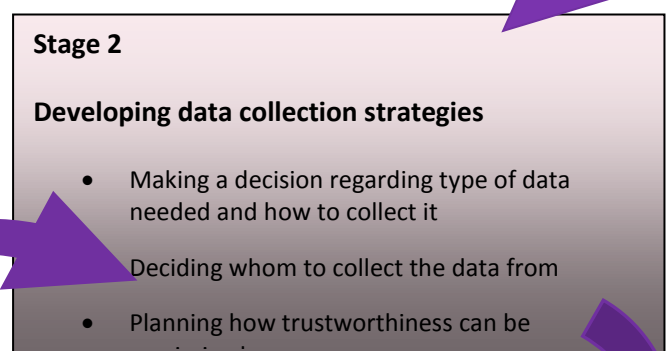 Stage 2
Developing data collection strategies
• Making a decision regarding type of data
needed and how to collect it
Deciding whom to collect the data from
• Planning how trustworthiness can be